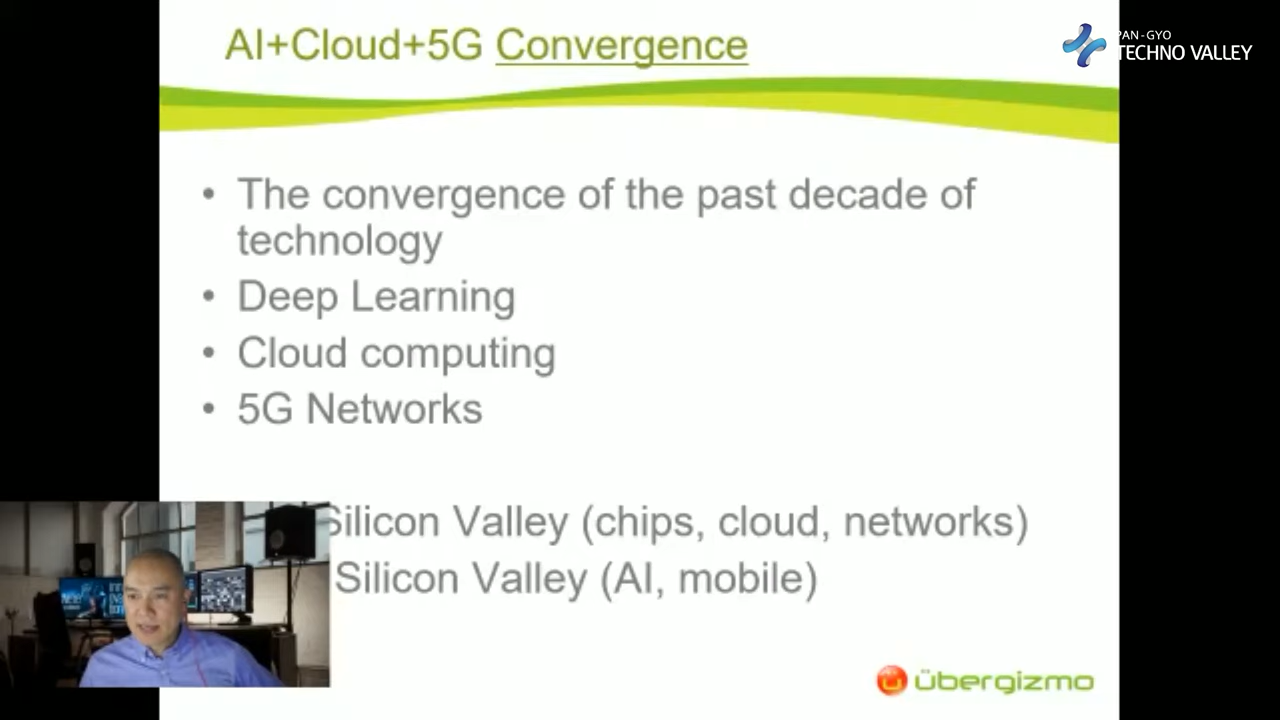 AI+Cloud+5G Convergence
PAN-GYO
TECHNO VALLEY
• The convergence of the past decade of
technology
• Deep Learning
• Cloud computing
• 5G Networks
Silicon Valley (chips, cloud, networks)
Silicon Valley (AI, mobile)
übergizmo